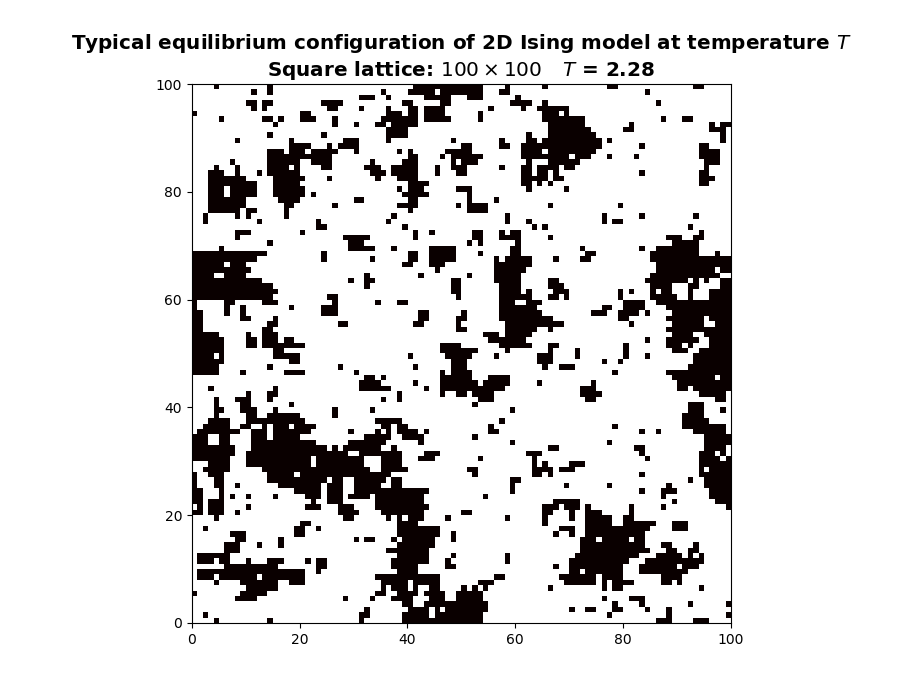 Typical equilibrium configuration of 2D Ising model at temperature T
Square lattice: 100 × 100 T = 2.28
100
80
60
40
20
0
0 20 40 60 80 100